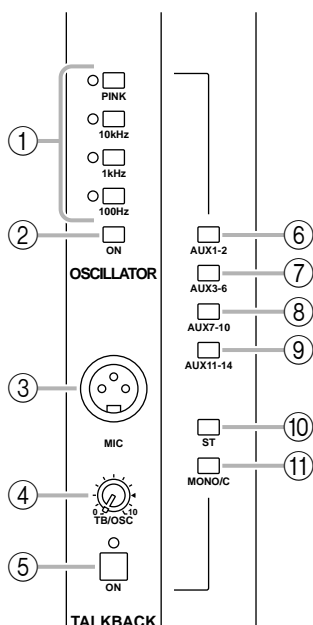 1
PINK
10kHz
1kHz
100Hz
2
ON
OSCILLATOR
3
MIC
4
0 10
TB/OSC
5
ON
TALKBACK
6
AUX1-2
7
AUX3-6
8
AUX7-10
9
AUX11-14
10
ST
11
MONO/C